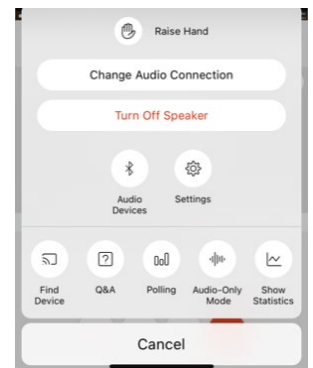 Raise Hand
Change Audio Connection
Turn Off Speaker
Audio
Devices
Settings
Find
Device
Q&A
Polling
Audio-Only
Mode
Show
Statistics
Cancel